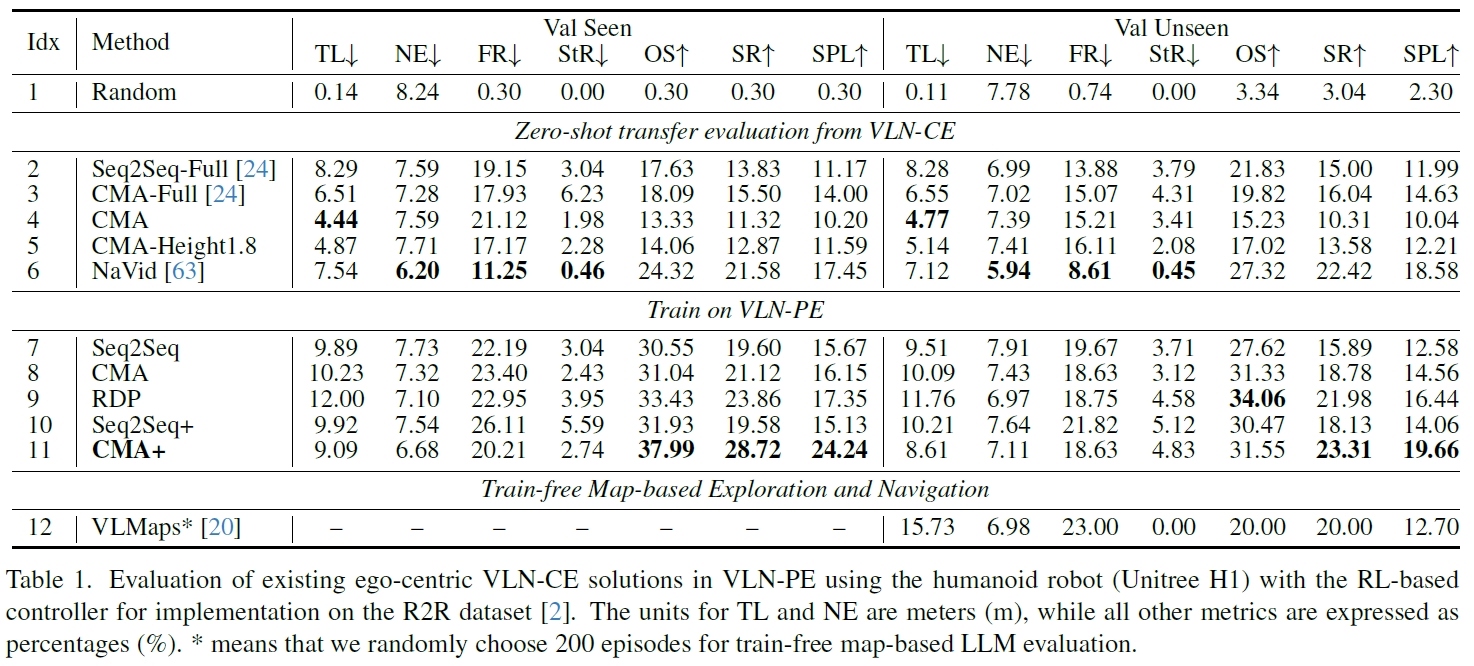 Idx Method Val Seen Val Unseen
TL↓ NE↓ FR↓ StR↓ OS↑ SR↑ SPL↑ TL↓ NE↓ FR↓ StR↓ OS↑ SR↑ SPL↑
1 Random 0.14 8.24 0.30 0.00 0.30 0.30 0.30 0.11 7.78 0.74 0.00 3.34 3.04 2.30
Zero-shot transfer evaluation from VLN-CE
2 Seq2Seq-Full [24] 8.29 7.59 19.15 3.04 17.63 13.83 11.17 8.28 6.99 13.88 3.79 21.83 15.00 11.99
3 CMA-Full [24] 6.51 7.28 17.93 6.23 18.09 15.50 14.00 6.55 7.02 15.07 4.31 19.82 16.04 14.63
4 CMA 4.44 7.59 21.12 1.98 13.33 11.32 10.20 4.77 7.39 15.21 3.41 15.23 10.31 10.04
5 CMA-Height1.8 4.87 7.71 17.17 2.28 14.06 12.87 11.59 5.14 7.41 16.11 2.08 17.02 13.58 12.21
6 NaVid [63] 7.54 6.20 11.25 0.46 24.32 21.58 17.45 7.12 5.94 8.61 0.45 27.32 22.42 18.58
Train on VLN-PE
7 Seq2Seq 9.89 7.73 22.19 3.04 30.55 19.60 15.67 9.51 7.91 19.67 3.71 27.62 15.89 12.58
8 CMA 10.23 7.32 23.40 2.43 31.04 21.12 16.15 10.09 7.43 18.63 3.12 31.33 18.78 14.56
9 RDP 12.00 7.10 22.95 3.95 33.43 23.86 17.35 11.76 6.97 18.75 4.58 34.06 21.98 16.44
10 Seq2Seq+ 9.92 7.54 26.11 5.59 31.93 19.58 15.13 10.21 7.64 21.82 5.12 30.47 18.13 14.06
11 CMA+ 9.09 6.68 20.21 2.74 37.99 28.72 24.24 8.61 7.11 18.63 4.83 31.55 23.31 19.66
Train-free Map-based Exploration and Navigation
12 VLMaps* [20] – – – – – – – 15.73 6.98 23.00 0.00 20.00 20.00 12.70
Table 1. Evaluation of existing ego-centric VLN-CE solutions in VLN-PE using the humanoid robot (Unitree H1) with the RL-based
controller for implementation on the R2R dataset [2]. The units for TL and NE are meters (m), while all other metrics are expressed as
percentages (%). * means that we randomly choose 200 episodes for train-free map-based LLM evaluation.